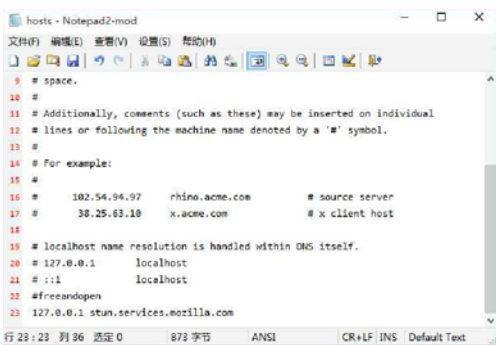 hosts - Notepad2-mod
文件(F) 编辑(E) 查看(V) 设置(S) 帮助(H)
9 # space.
10 #
11 # Additionally, comments (such as these) may be inserted on individual
12 # lines or following the machine name denoted by a '#' symbol.
13 #
14 # For example:
15 #
16 # 102.54.94.97 rhino.acme.com # source server
17 # 38.25.63.10 x.acme.com # x client host
18
19 # localhost name resolution is handled within DNS itself.
20 # 127.0.0.1 localhost
21 # ::1 localhost
22 #freeandopen
23 127.0.0.1 stun.services.mozilla.com
行 23 : 23 列 36 选定 0 873 字节 ANSI CR+LF INS Default Text